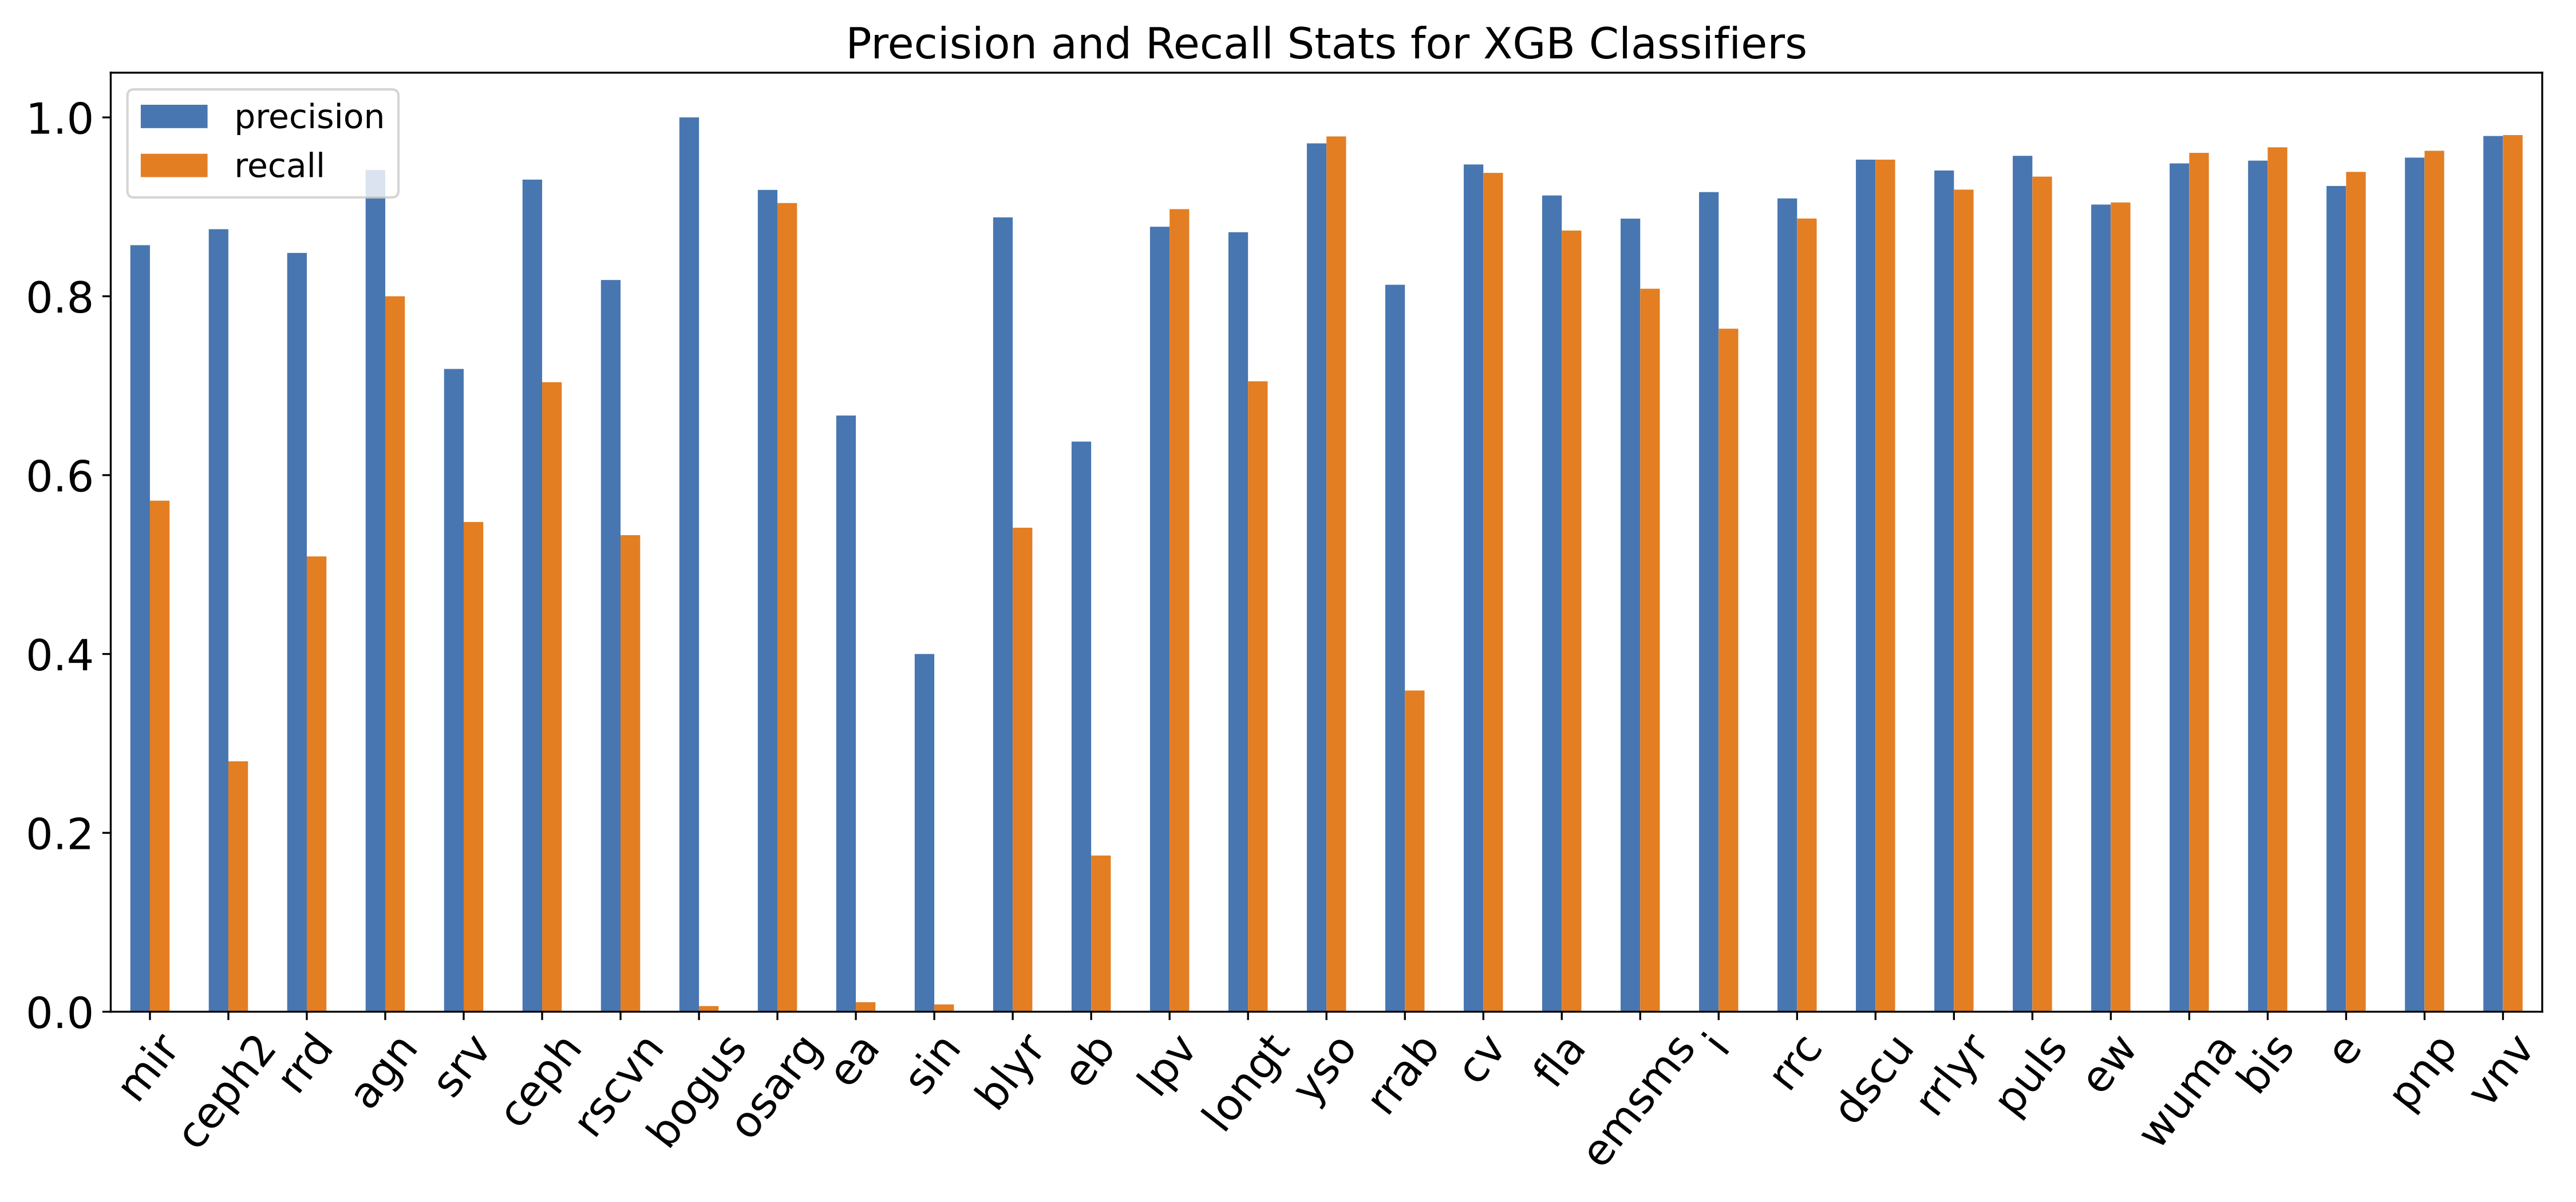 Precision and Recall Stats for XGB Classifiers
precision
recall
1.0
0.8
0.6
0.4
0.2
0.0
mir
ceph2
rrd
agn
srv
ceph
rscvn
bogus
osarg
ea
sin
blyr
eb
lpv
longt
yso
rrab
cv
fla
emsms
i
rrc
dscu
rrlyr
puls
ew
wuma
bis
e
pnp
vnv